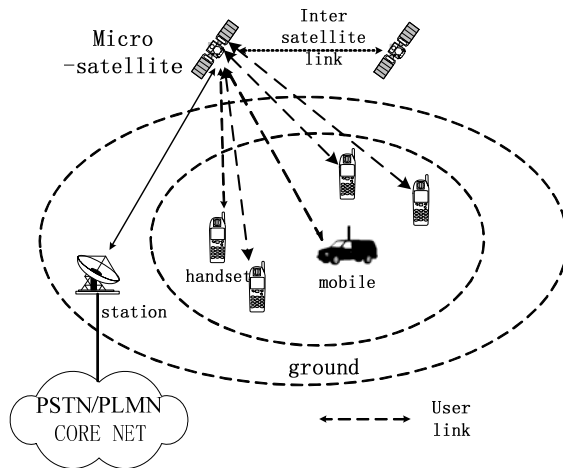 Micro
-satellite
Inter
satellite
link
handset
mobile
station
ground
PSTN/PLMN
CORE NET
User
link